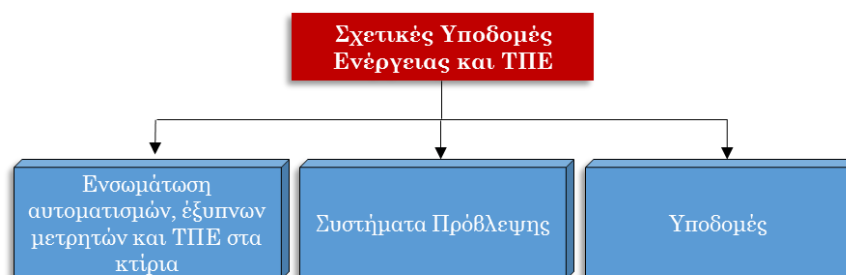 Σχετικές Υποδομές
Ενέργειας και ΤΠΕ
Ενσωμάτωση
αυτοματισμών, έξυπνων
μετρητών και ΤΠΕ στα
κτίρια
Συστήματα Πρόβλεψης
Υποδομές